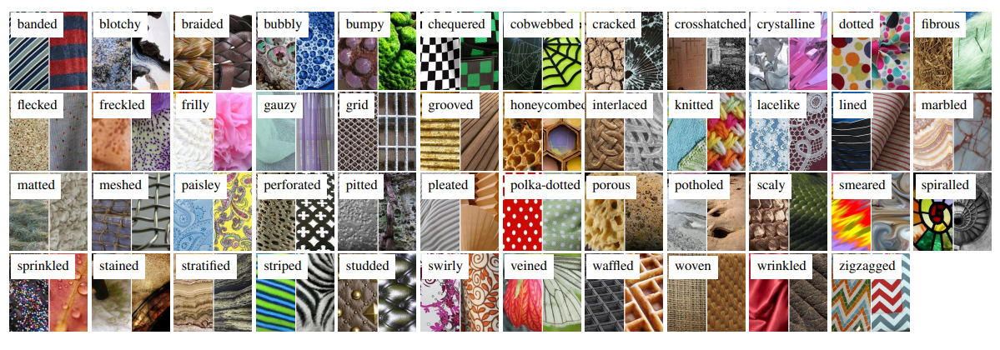 banded blotchy braided bubbly bumpy chequered cobwebbed cracked crosshatched crystalline dotted fibrous
flecked freckled frilly gauzy grid grooved honeycombed interlaced knitted lacelike lined marbled
matted meshed paisley perforated pitted pleated polka-dotted porous potholed scaly smeared spiralled
sprinkled stained stratified striped studded swirly veined waffled woven wrinkled zigzagged